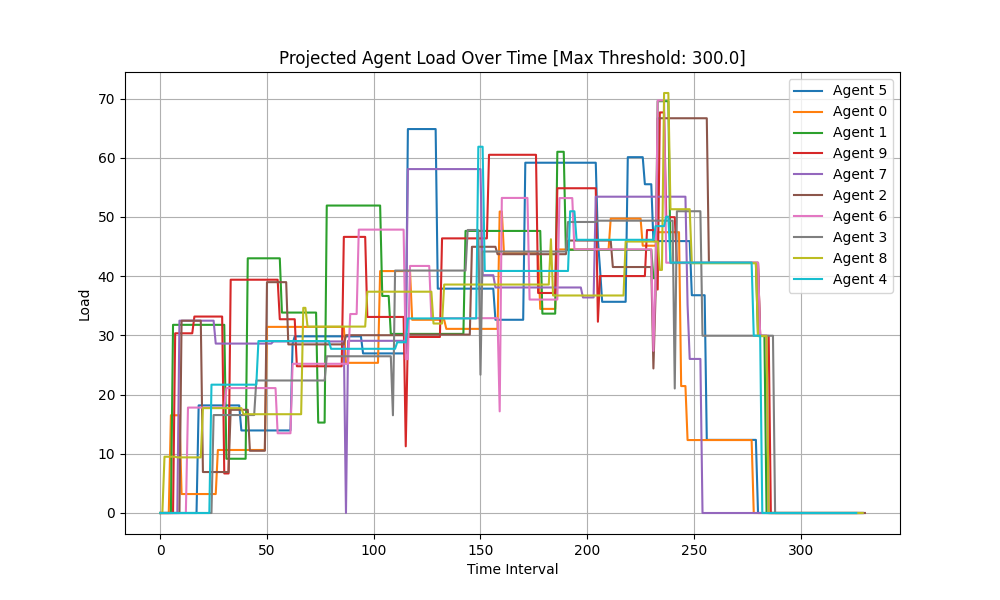 Projected Agent Load Over Time [Max Threshold: 300.0]
Load
70
60
50
40
30
20
10
0
0 50 100 150 200 250 300
Time Interval
Agent 5
Agent 0
Agent 1
Agent 9
Agent 7
Agent 2
Agent 6
Agent 3
Agent 8
Agent 4